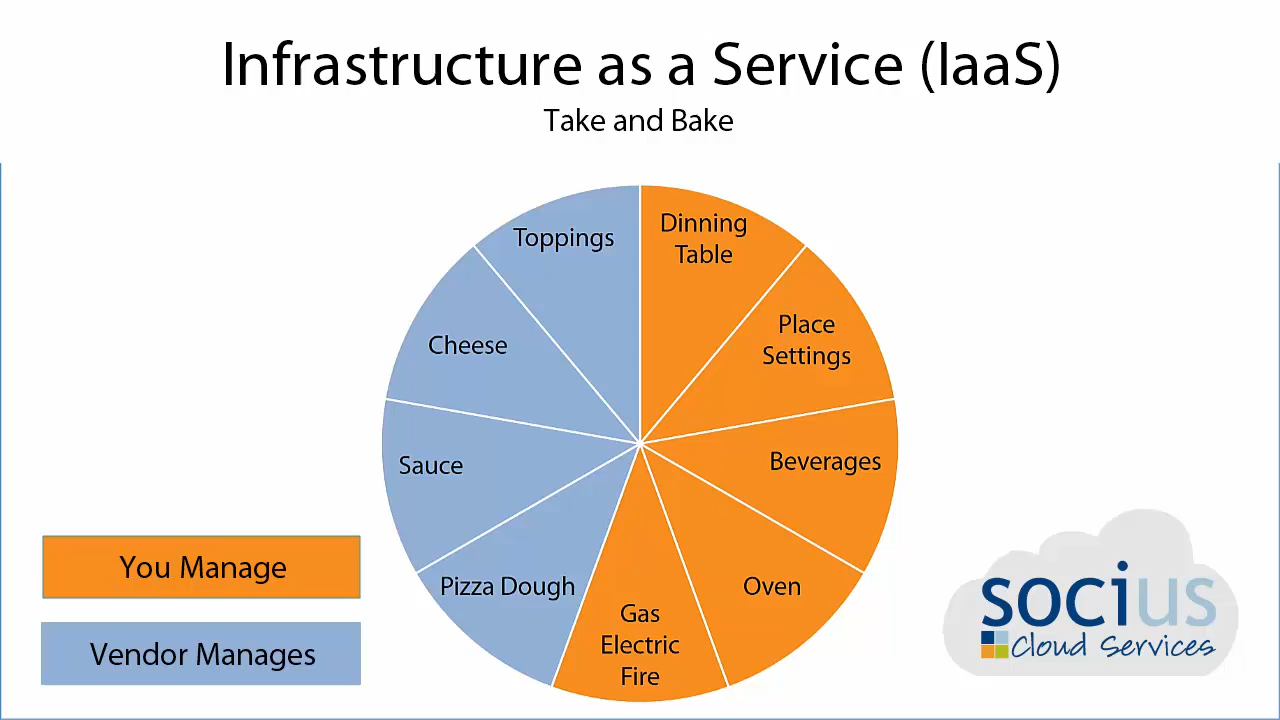 Infrastructure as a Service (IaaS)
Take and Bake
Toppings
Dinning
Table
Cheese
Place
Settings
Sauce
Beverages
Pizza Dough
Oven
Gas
Electric
Fire
You Manage
Vendor Manages
socius
Cloud Services